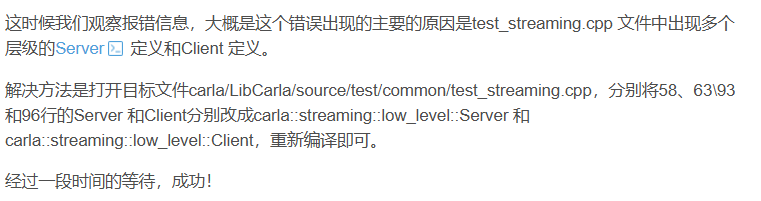 这时候我们观察报错信息，大概是这个错误出现的主要的原因是test_streaming.cpp 文件中出现多个
层级的Server 定义和Client 定义。
解决方法是打开目标文件carla/LibCarla/source/test/common/test_streaming.cpp，分别将58、63\93
和96行的Server 和Client分别改成carla::streaming::low_level::Server 和
carla::streaming::low_level::Client，重新编译即可。
经过一段时间的等待，成功！